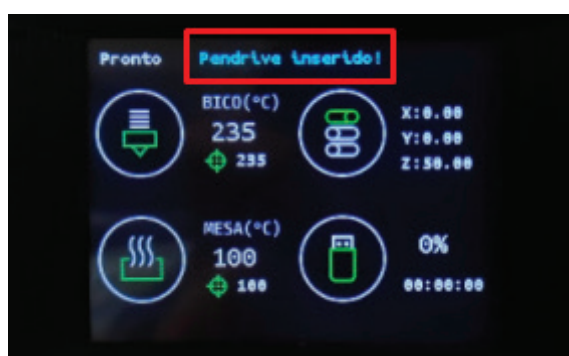 Pronto Pendrive inserido!
BICO(°C)
235
235
X:0.00
Y:0.00
Z:50.00
MESA(°C)
100
100
0%
00:00:00